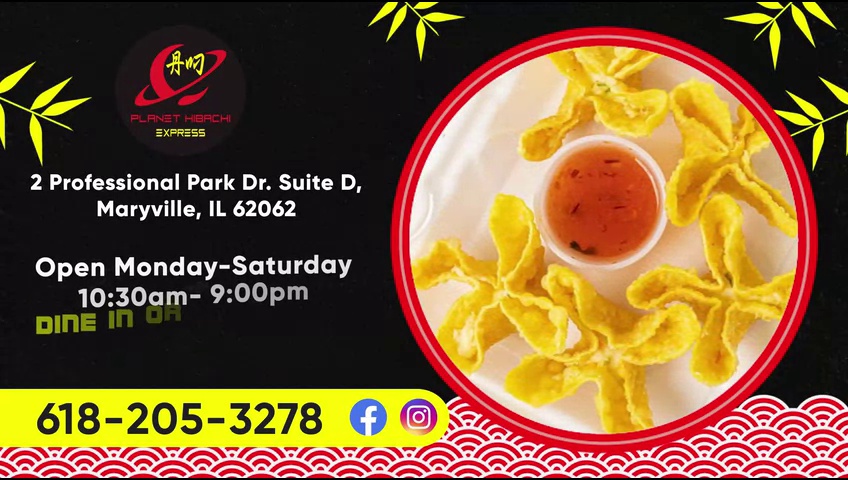 丹叼
PLANET HIBACHI
EXPRESS
2 Professional Park Dr. Suite D,
Maryville, IL 62062
Open Monday-Saturday
10:30am- 9:00pm
DINE IN OR
618-205-3278